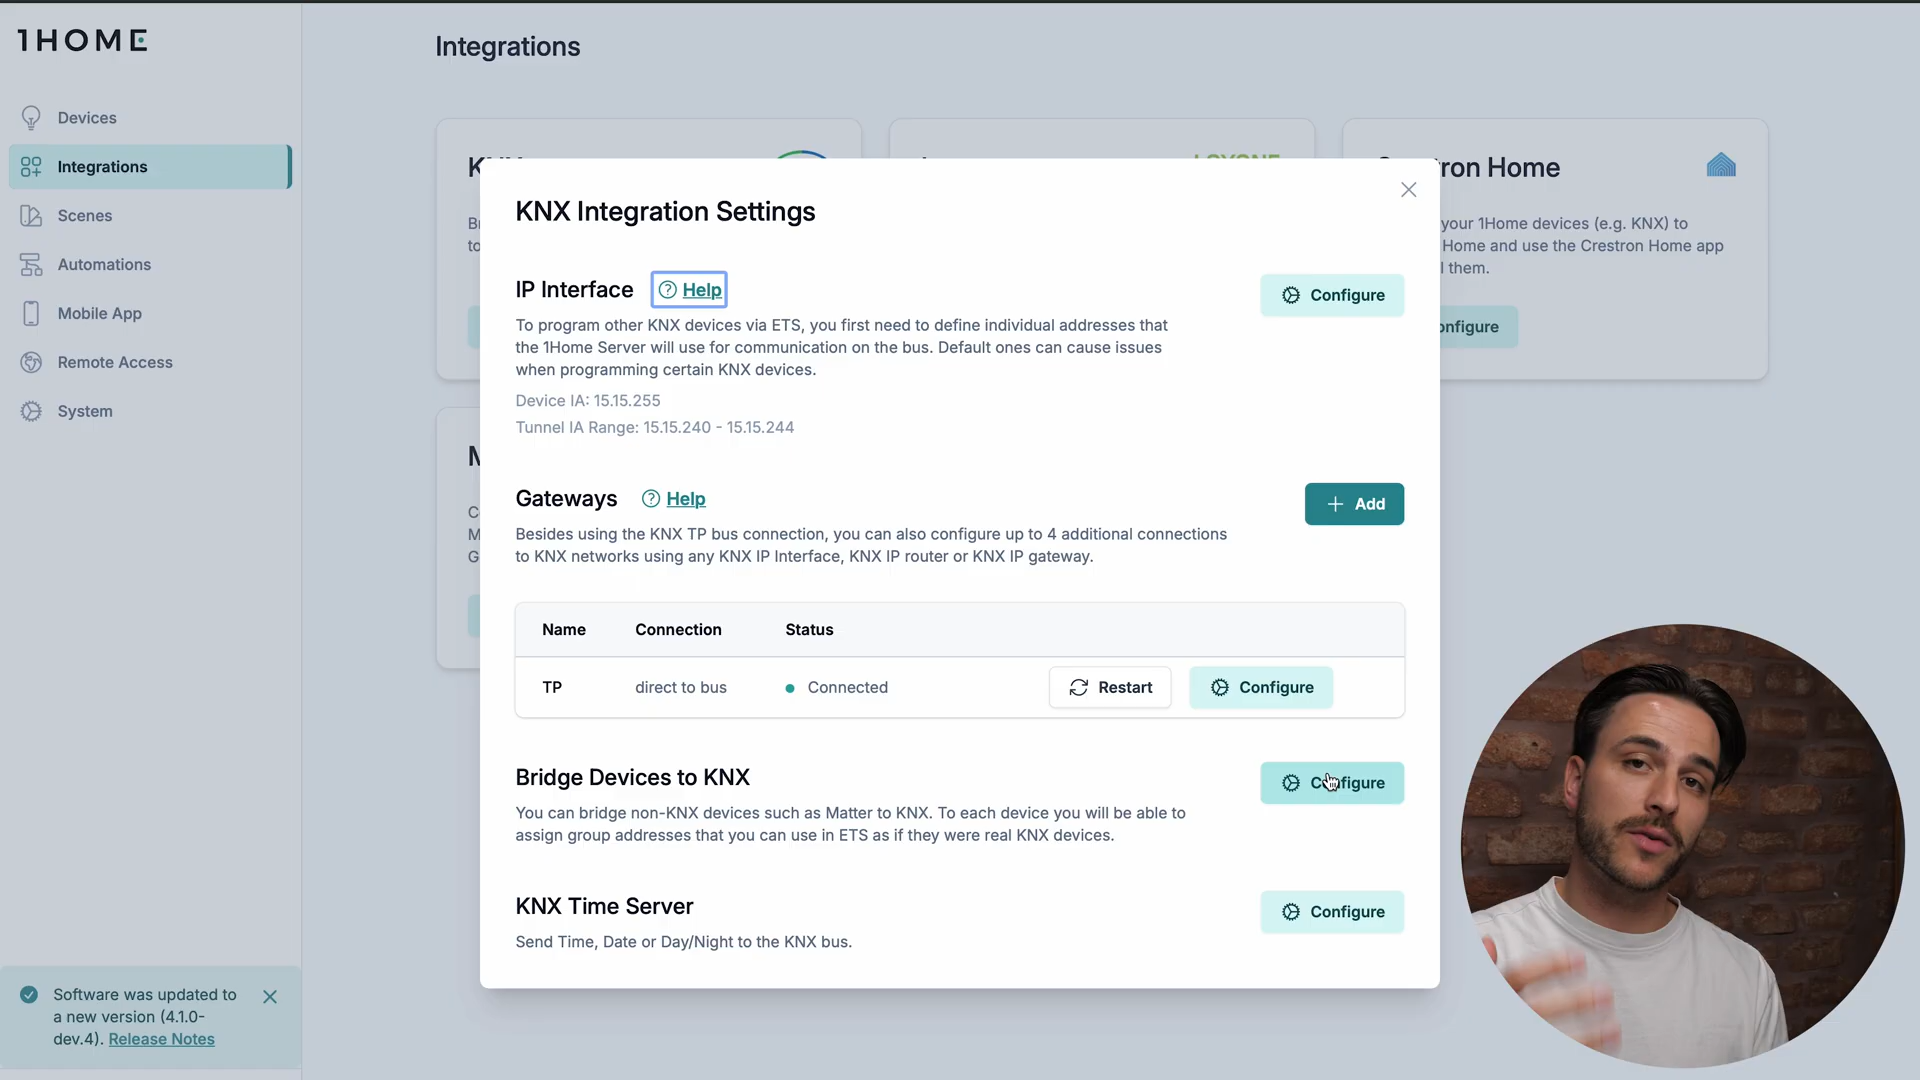 1HOME
Integrations
Devices
Integrations
Scenes
Automations
Mobile App
Remote Access
System
Crestron Home
your 1Home devices (e.g. KNX) to
Home and use the Crestron Home app
them.
Configure
KNX Integration Settings
IP Interface
Help
Configure
To program other KNX devices via ETS, you first need to define individual addresses that
the 1Home Server will use for communication on the bus. Default ones can cause issues
when programming certain KNX devices.
Device IA: 15.15.255
Tunnel IA Range: 15.15.240 - 15.15.244
Gateways
Help
+ Add
Besides using the KNX TP bus connection, you can also configure up to 4 additional connections
to KNX networks using any KNX IP Interface, KNX IP router or KNX IP gateway.
Name Connection Status
TP direct to bus Connected Restart Configure
Bridge Devices to KNX
Configure
You can bridge non-KNX devices such as Matter to KNX. To each device you will be able to
assign group addresses that you can use in ETS as if they were real KNX devices.
KNX Time Server
Configure
Send Time, Date or Day/Night to the KNX bus.
Software was updated to
a new version (4.1.0-
dev.4). Release Notes